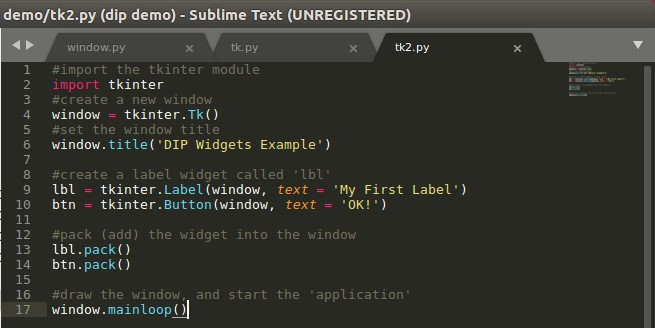 demo/tk2.py (dip demo) - Sublime Text (UNREGISTERED)
window.py × tk.py × tk2.py ×
1 #import the tkinter module
2 import tkinter
3 #create a new window
4 window = tkinter.Tk()
5 #set the window title
6 window.title('DIP Widgets Example')
7
8 #create a label widget called 'lbl'
9 lbl = tkinter.Label(window, text = 'My First Label')
10 btn = tkinter.Button(window, text = 'OK!')
11
12 #pack (add) the widget into the window
13 lbl.pack()
14 btn.pack()
15
16 #draw the window, and start the 'application'
17 window.mainloop()